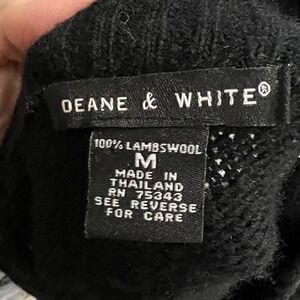 DEANE & WHITE®
100% LAMBSWOOL
M
MADE IN
THAILAND
RN 75343
SEE REVERSE
FOR CARE